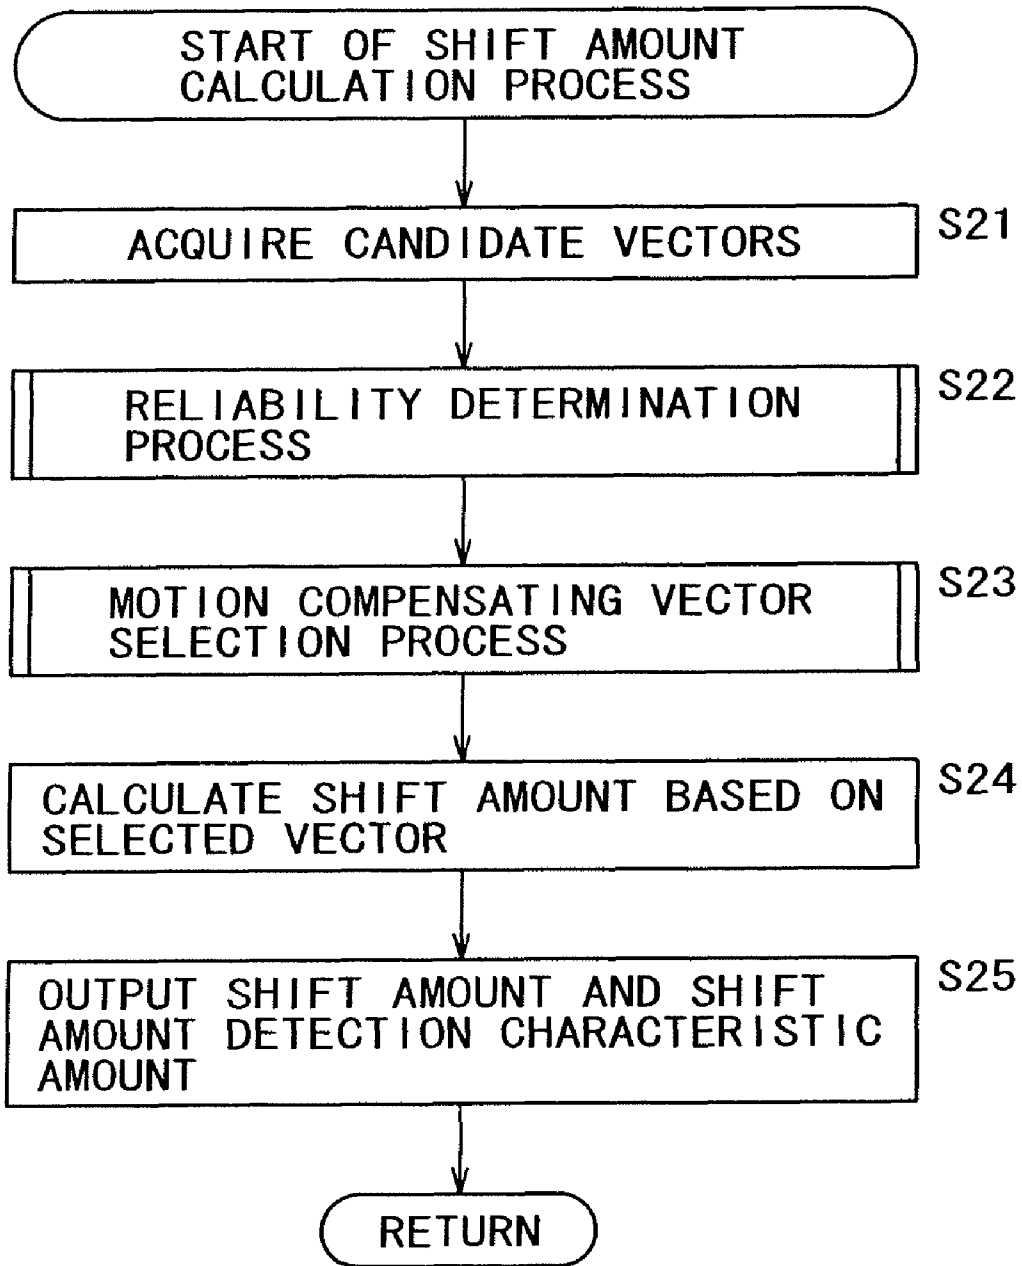 START OF SHIFT AMOUNT
CALCULATION PROCESS
ACQUIRE CANDIDATE VECTORS
S21
RELIABILITY DETERMINATION
PROCESS
S22
MOTION COMPENSATING VECTOR
SELECTION PROCESS
S23
CALCULATE SHIFT AMOUNT BASED ON
SELECTED VECTOR
S24
OUTPUT SHIFT AMOUNT AND SHIFT
AMOUNT DETECTION CHARACTERISTIC
AMOUNT
S25
RETURN